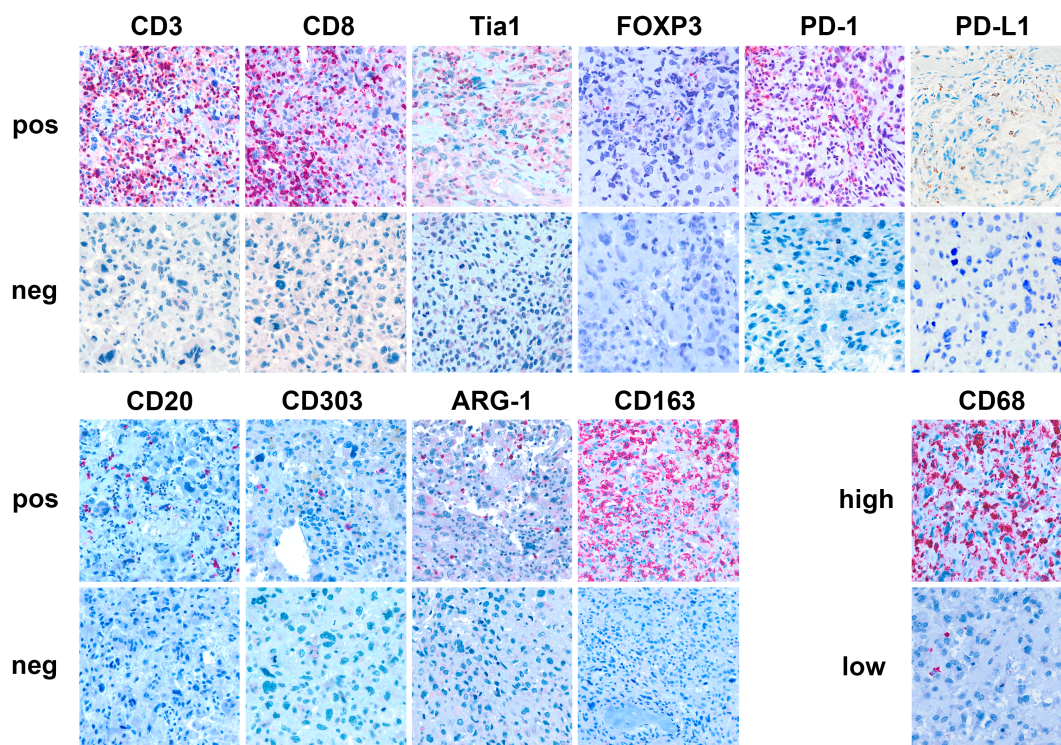 CD3 CD8 Tia1 FOXP3 PD-1 PD-L1
pos
neg
CD20 CD303 ARG-1 CD163 CD68
pos high
neg low